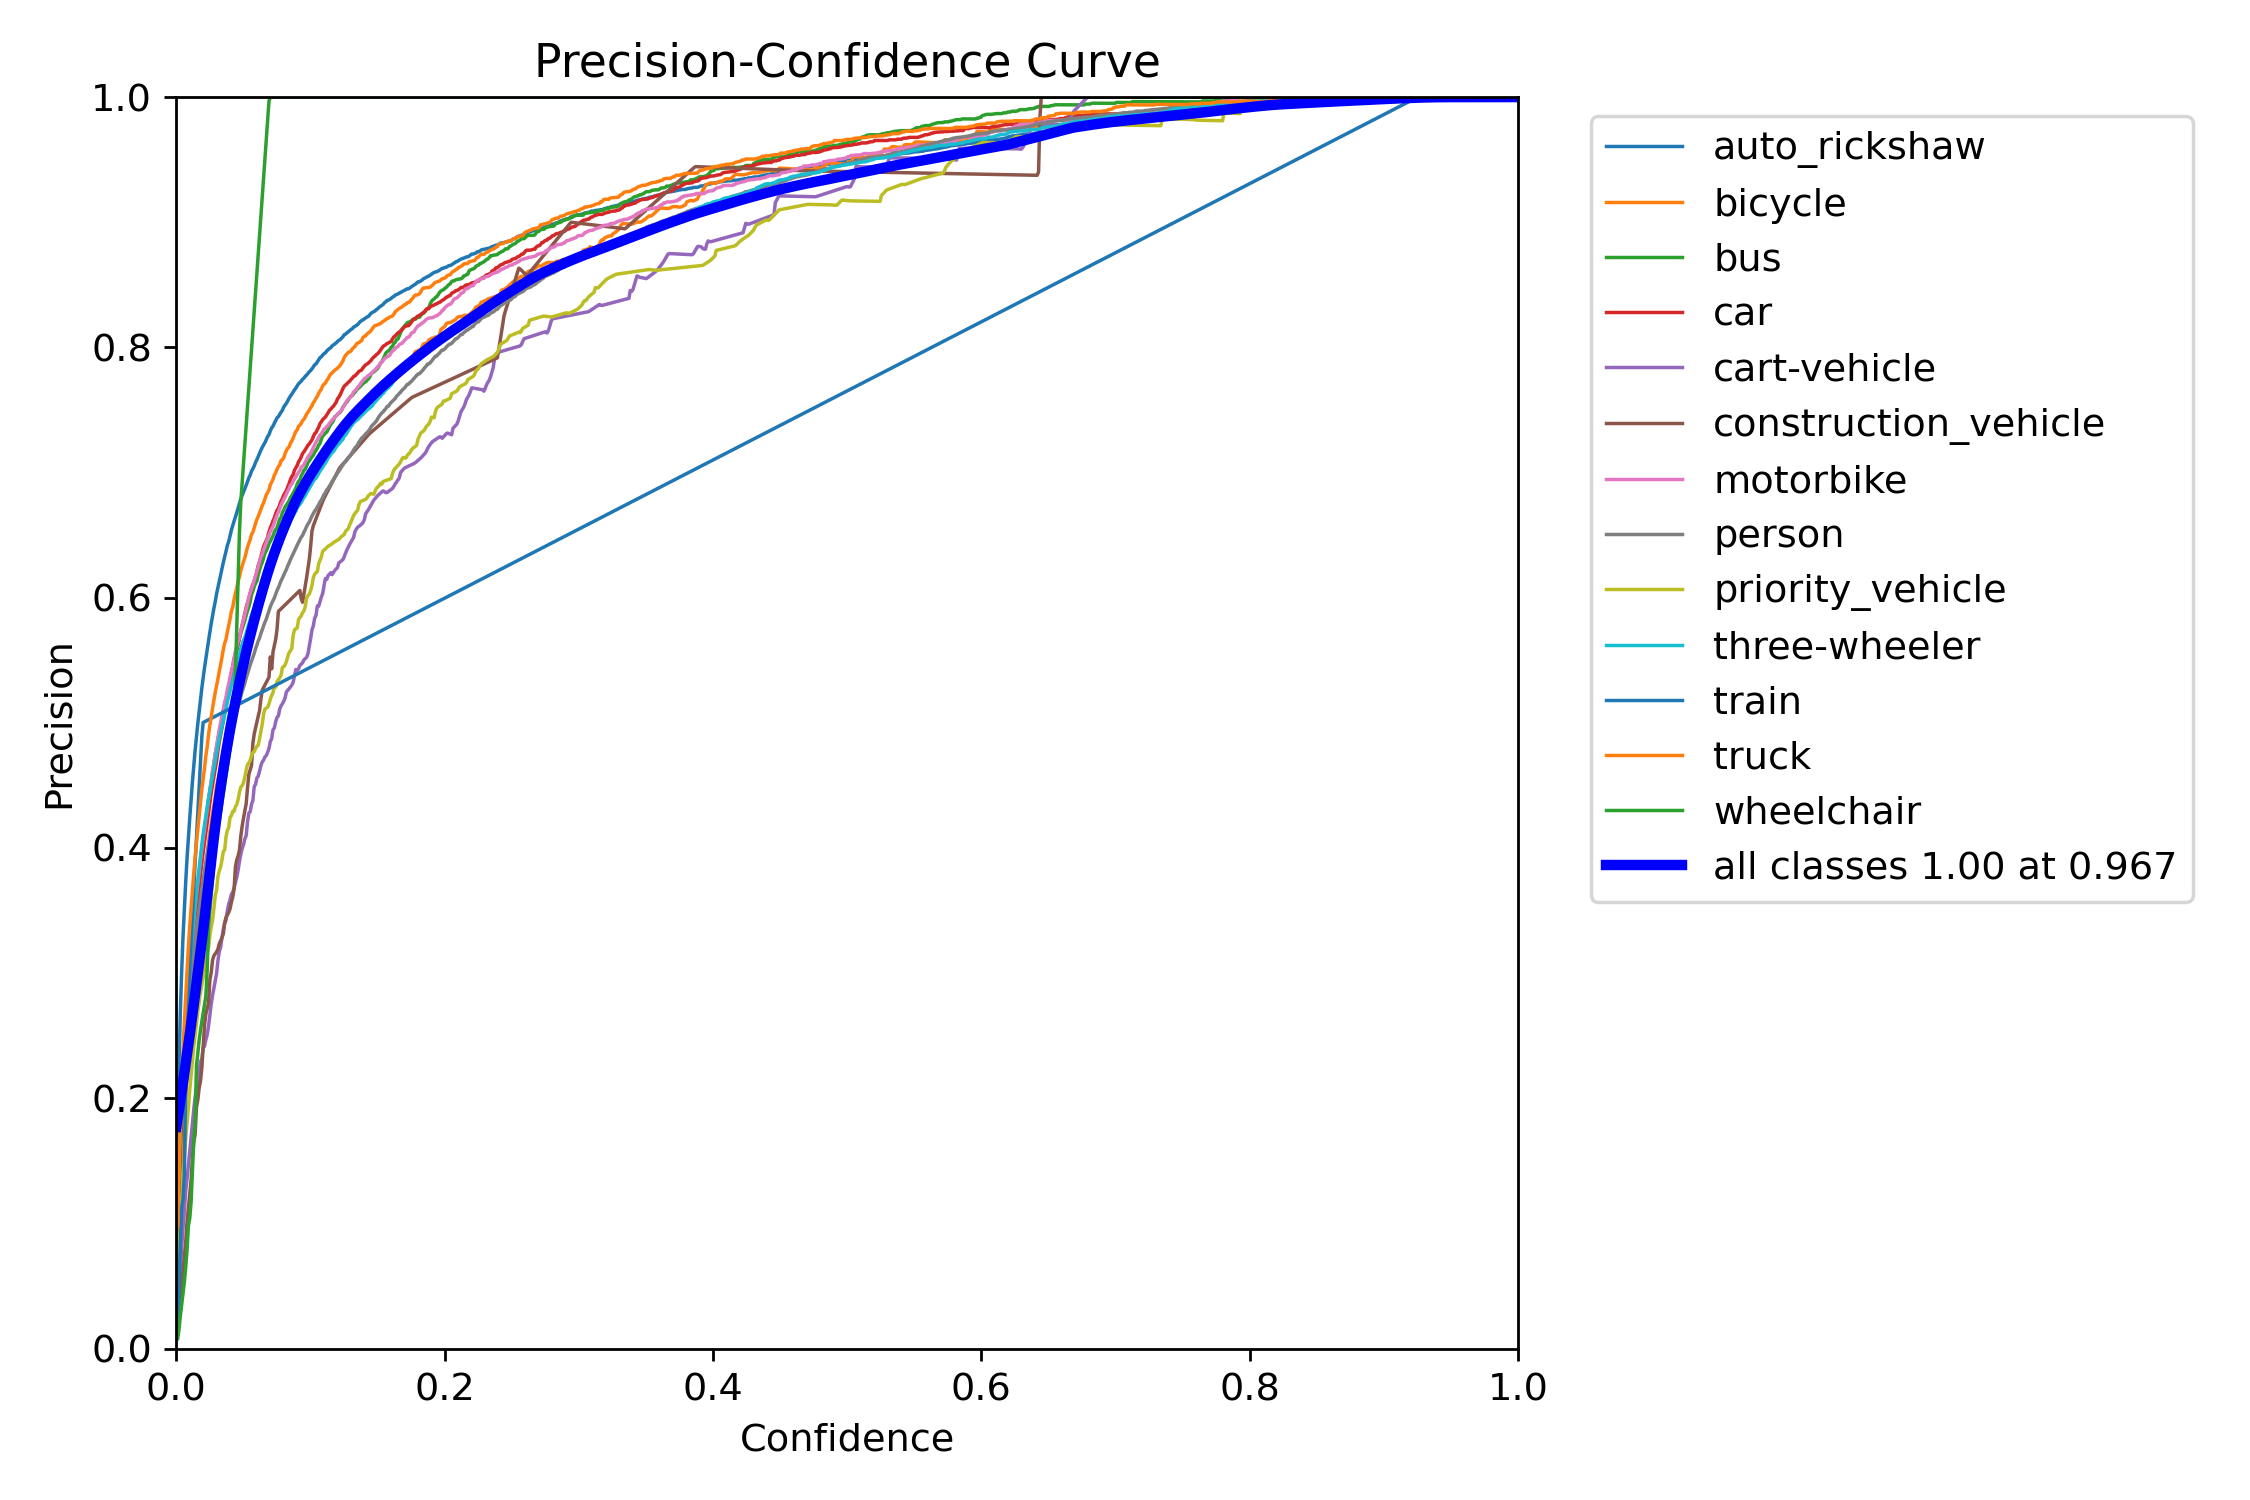 Precision-Confidence Curve
1.0
0.8
0.6
0.4
0.2
0.0
Precision
0.0 0.2 0.4 0.6 0.8 1.0
Confidence
auto_rickshaw
bicycle
bus
car
cart-vehicle
construction_vehicle
motorbike
person
priority_vehicle
three-wheeler
train
truck
wheelchair
all classes 1.00 at 0.967